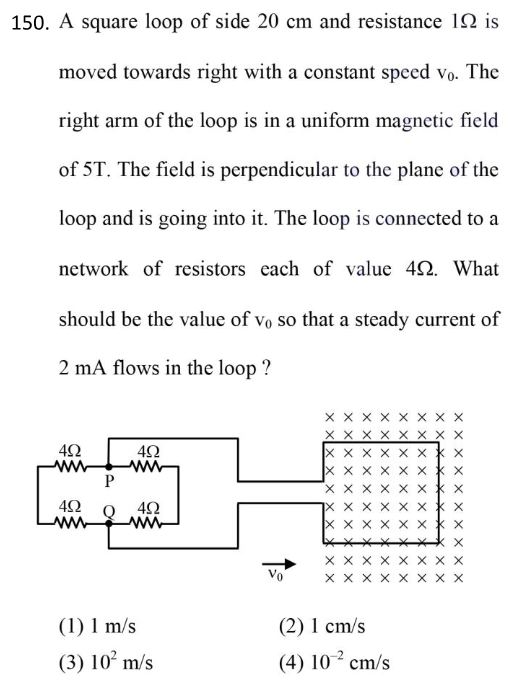 150. A square loop of side 20 cm and resistance 1Ω is
moved towards right with a constant speed v₀. The
right arm of the loop is in a uniform magnetic field
of 5T. The field is perpendicular to the plane of the
loop and is going into it. The loop is connected to a
network of resistors each of value 4Ω. What
should be the value of v₀ so that a steady current of
2 mA flows in the loop ?
4Ω 4Ω
P
4Ω Q 4Ω
v₀
(1) 1 m/s (2) 1 cm/s
(3) 10² m/s (4) 10⁻² cm/s